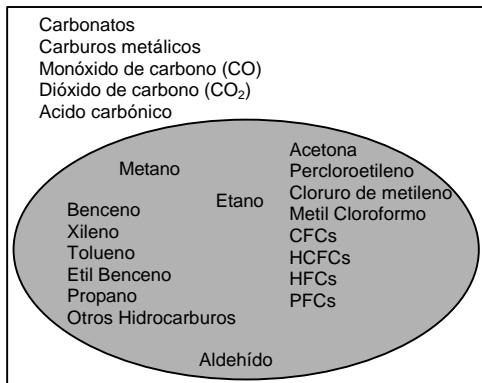 Carbonatos
Carburos metálicos
Monóxido de carbono (CO)
Dióxido de carbono (CO₂)
Acido carbónico
Metano
Etano
Benceno
Xileno
Tolueno
Etil Benceno
Propano
Otros Hidrocarburos
Acetona
Percloroetileno
Cloruro de metileno
Metil Cloroformo
CFCs
HCFCs
HFCs
PFCs
Aldehído